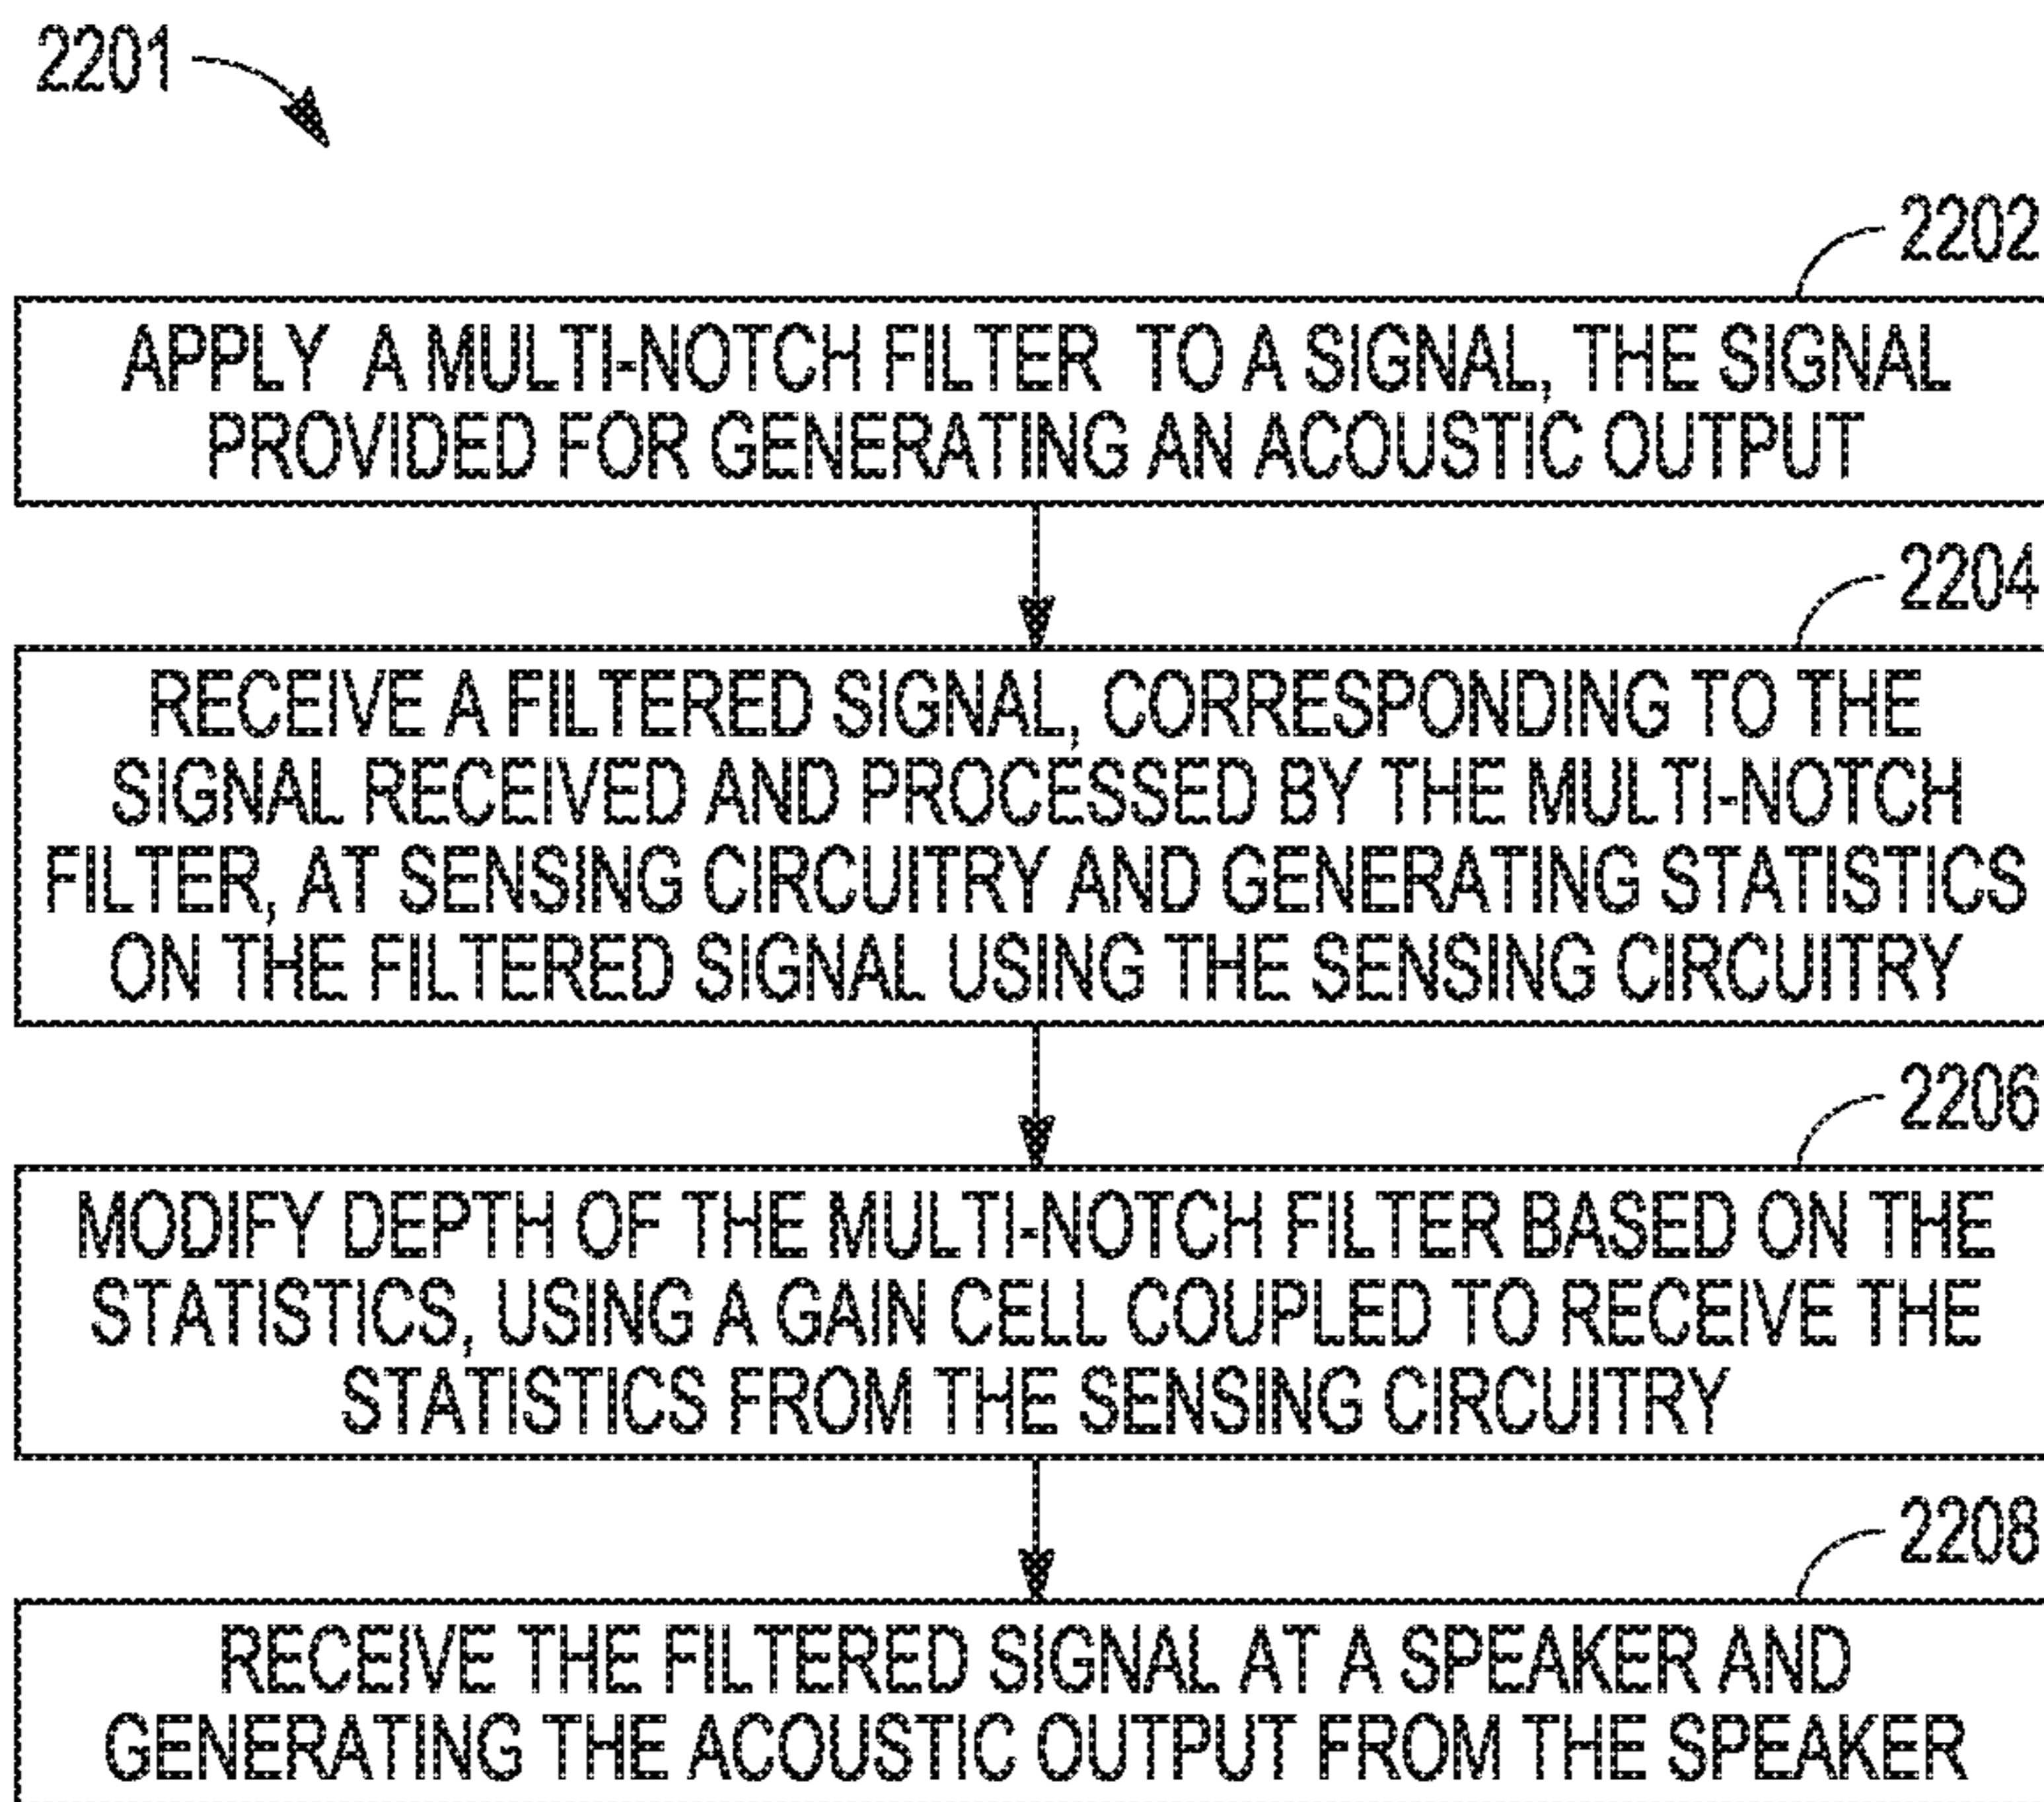 2201
2202
APPLY A MULTI-NOTCH FILTER TO A SIGNAL, THE SIGNAL
PROVIDED FOR GENERATING AN ACOUSTIC OUTPUT
2204
RECEIVE A FILTERED SIGNAL, CORRESPONDING TO THE
SIGNAL RECEIVED AND PROCESSED BY THE MULTI-NOTCH
FILTER, AT SENSING CIRCUITRY AND GENERATING STATISTICS
ON THE FILTERED SIGNAL USING THE SENSING CIRCUITRY
2206
MODIFY DEPTH OF THE MULTI-NOTCH FILTER BASED ON THE
STATISTICS, USING A GAIN CELL COUPLED TO RECEIVE THE
STATISTICS FROM THE SENSING CIRCUITRY
2208
RECEIVE THE FILTERED SIGNAL AT A SPEAKER AND
GENERATING THE ACOUSTIC OUTPUT FROM THE SPEAKER